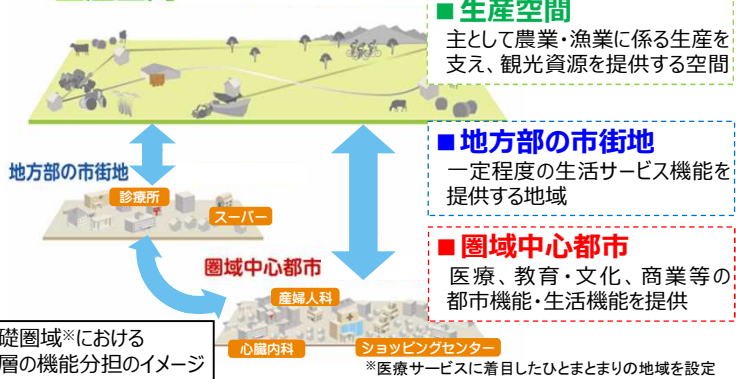 ■生産空間
主として農業・漁業に係る生産を
支え、観光資源を提供する空間
■地方部の市街地
一定程度の生活サービス機能を
提供する地域
■圏域中心都市
医療、教育・文化、商業等の
都市機能・生活機能を提供
地方部の市街地
診療所
スーパー
圏域中心都市
産婦人科
心臓内科
ショッピングセンター
礎圏域※における
層の機能分担のイメージ
※医療サービスに着目したひとまとまりの地域を設定